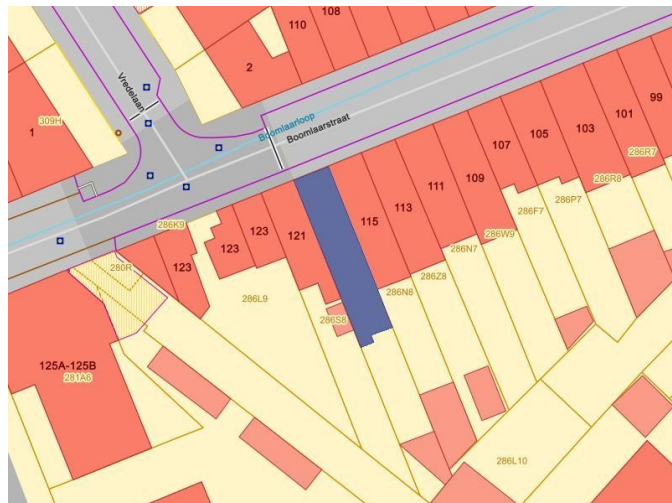 110
108
2
Vredelaan
309H
1
Boomlaarloop
Boomlaarstraat
99
101
103
105
107
109
111
113
115
121
123
123
123
286R7
286R8
286P7
286F7
286W9
286N7
286Z8
286N6
286S8
286K9
280R
286L9
125A-125B
281A6
286L10